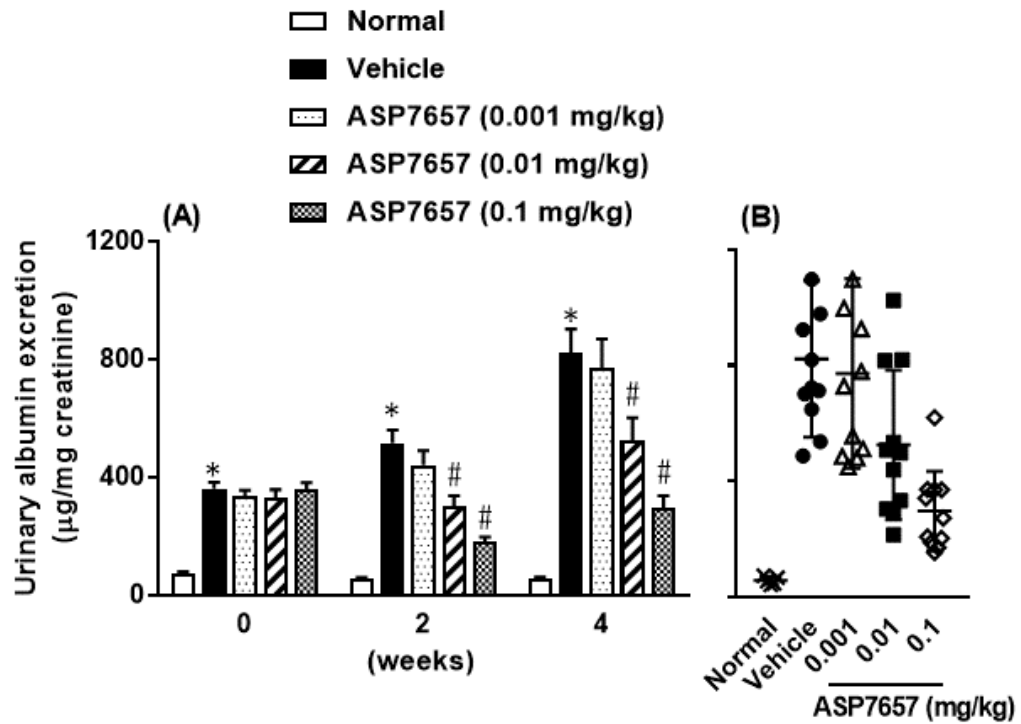 Normal
Vehicle
ASP7657 (0.001 mg/kg)
ASP7657 (0.01 mg/kg)
ASP7657 (0.1 mg/kg)
(A)
Urinary albumin excretion
(µg/mg creatinine)
1200
800
400
0
*
*
#
#
*
#
#
0 2 4
(weeks)
(B)
Normal
Vehicle
0.001
0.01
0.1
ASP7657 (mg/kg)